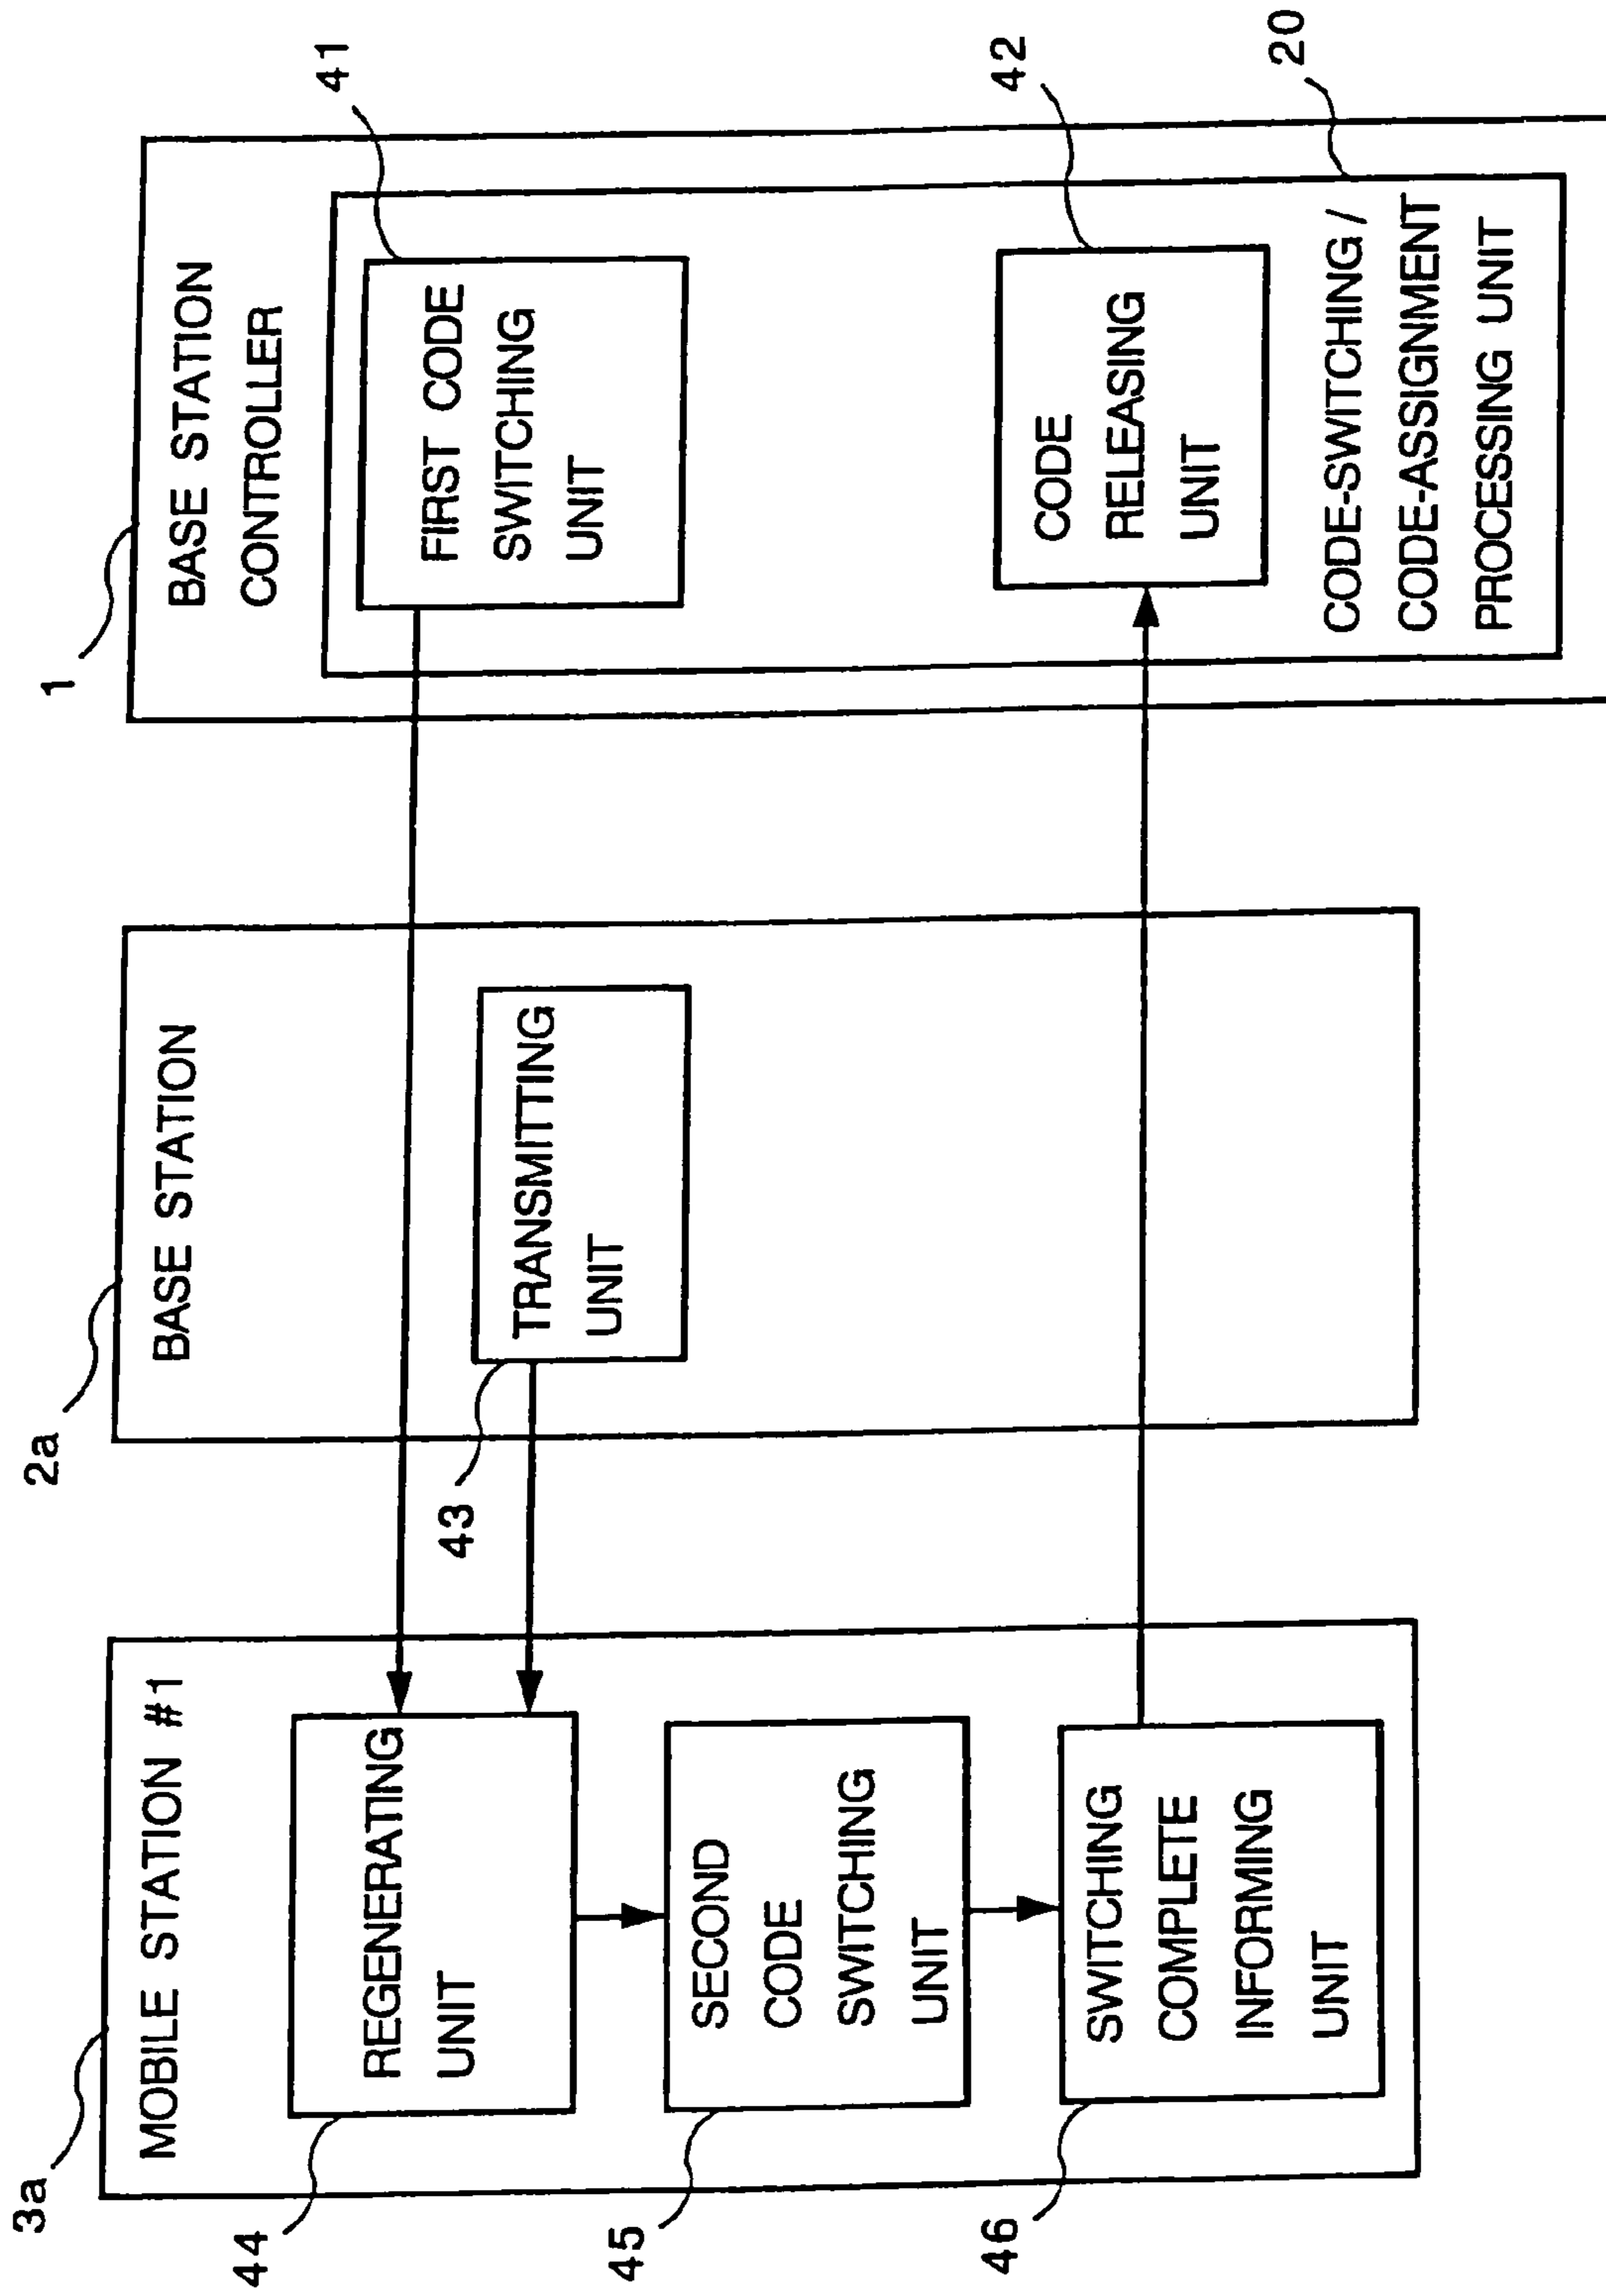 3a
MOBILE STATION #1
44
REGENERATING
UNIT
45
SECOND
CODE
SWITCHING
UNIT
46
SWITCHING
COMPLETE
INFORMING
UNIT
2a
BASE STATION
43
TRANSMITTING
UNIT
1
BASE STATION
CONTROLLER
41
FIRST CODE
SWITCHING
UNIT
42
CODE
RELEASING
UNIT
20
CODE-SWITCHING /
CODE-ASSIGNMENT
PROCESSING UNIT